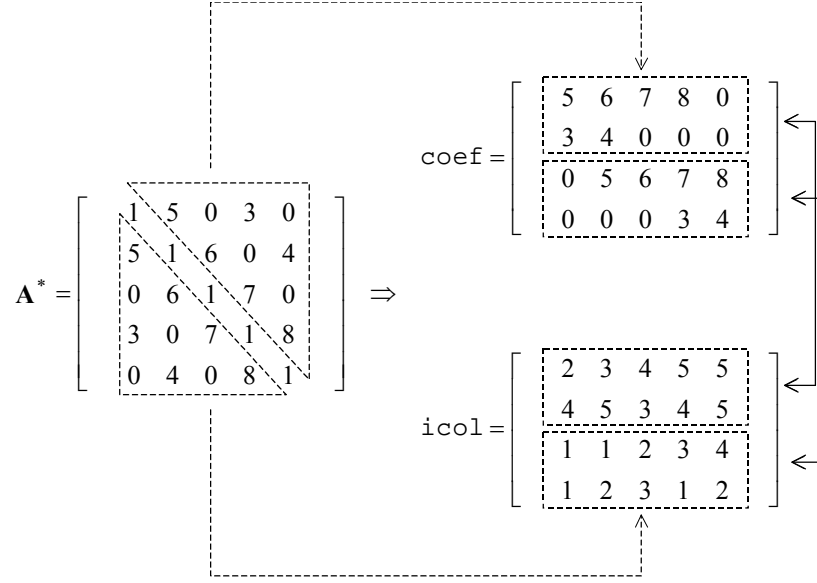 5 6 7 8 0
3 4 0 0 0
coef =
0 5 6 7 8
0 0 0 3 4
1 5 0 3 0
5 1 6 0 4
A* = 0 6 1 7 0 ⇒
3 0 7 1 8
0 4 0 8 1
2 3 4 5 5
4 5 3 4 5
icol =
1 1 2 3 4
1 2 3 1 2